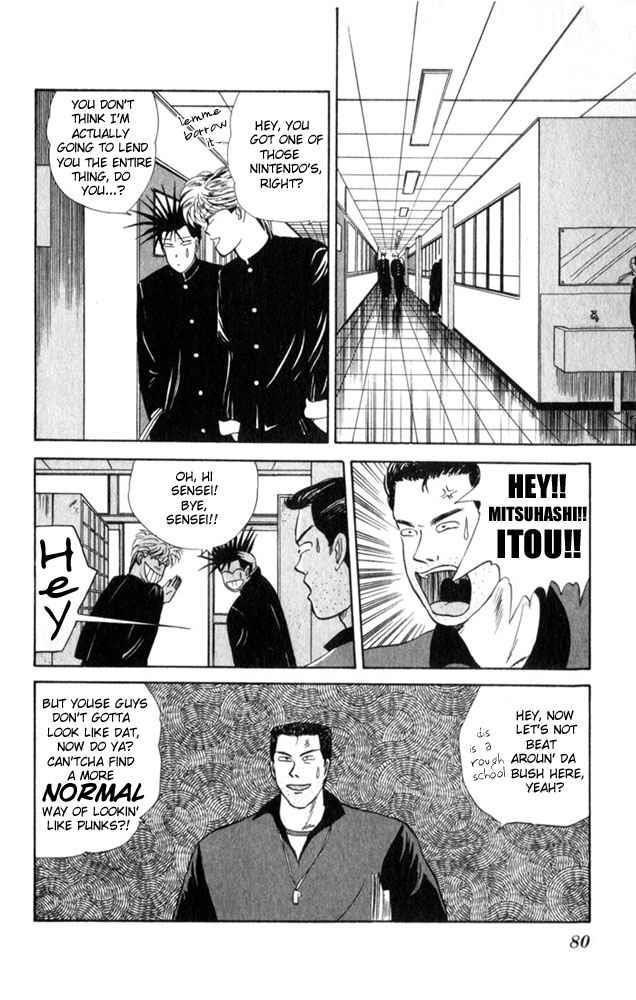 HEY, YOU
GOT ONE OF
THOSE
NINTENDO'S,
RIGHT?
lemme
borrow
it
YOU DON'T
THINK I'M
ACTUALLY
GOING TO LEND
YOU THE ENTIRE
THING, DO
YOU...?
HEY!!
MITSUHASHI!!
ITOU!!
OH, HI
SENSEI!
BYE,
SENSEI!!
Hey
HEY, NOW
LET'S NOT
BEAT
AROUN' DA
BUSH HERE,
YEAH?
dis
is a
rough
school
BUT YOUSE GUYS
DON'T GOTTA
LOOK LIKE DAT,
NOW DO YA?
CAN'TCHA FIND
A MORE
NORMAL
WAY OF LOOKIN'
LIKE PUNKS?!
80